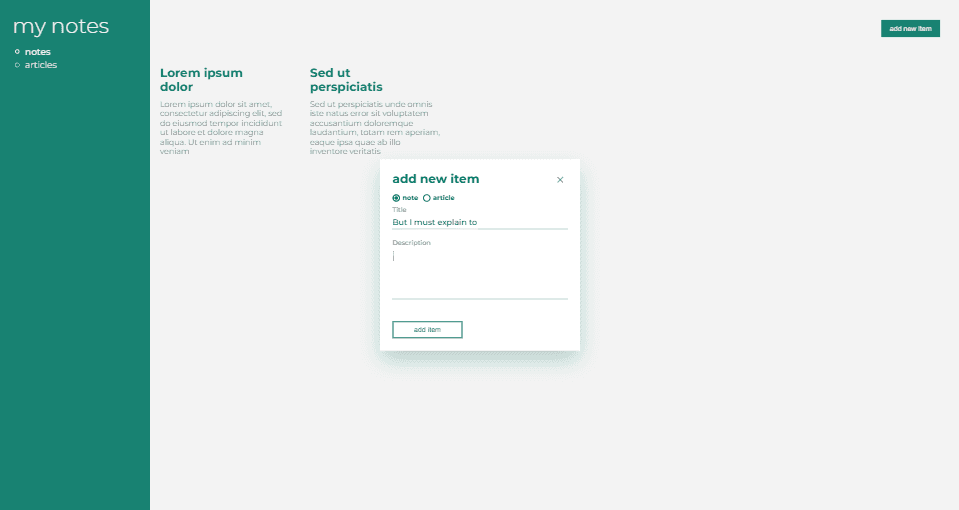 my notes
notes
articles
add new item
Lorem ipsum
dolor
Lorem ipsum dolor sit amet,
consectetur adipiscing elit, sed
do eiusmod tempor incididunt
ut labore et dolore magna
aliqua. Ut enim ad minim
veniam
Sed ut
perspiciatis
Sed ut perspiciatis unde omnis
iste natus error sit voluptatem
accusantium doloremque
laudantium, totam rem aperiam,
eaque ipsa quae ab illo
inventore veritatis
add new item
note article
Title
But I must explain to
Description
add item